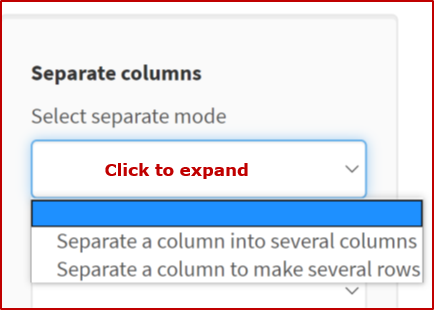 Separate columns
Select separate mode
Click to expand
Separate a column into several columns
Separate a column to make several rows